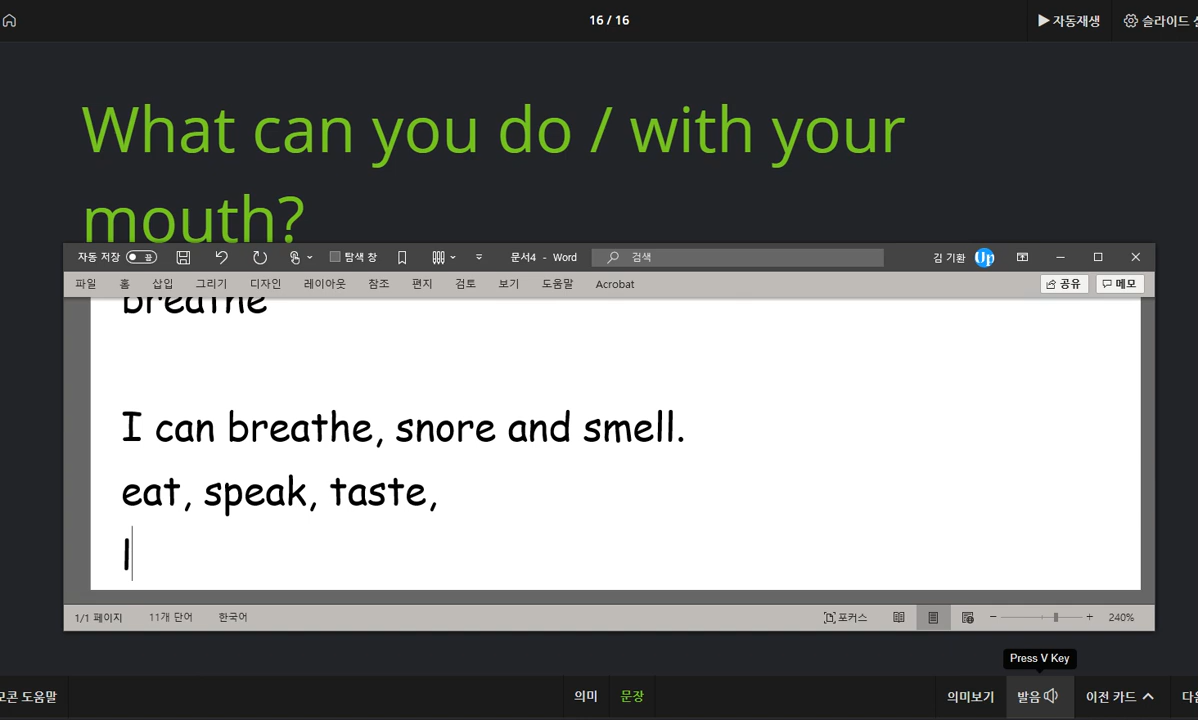 16 / 16
▶자동재생
슬라이드
What can you do / with your
mouth?
자동 저장
끔
탐색 창
문서4 - Word
검색
김 기환
Up
파일
홈
삽입
그리기
디자인
레이아웃
참조
편지
검토
보기
도움말
Acrobat
공유
메모
breathe
I can breathe, snore and smell.
eat, speak, taste,
l
1/1 페이지
11개 단어
한국어
포커스
240%
Press V Key
도움말
의미
문장
의미보기
발음
이전 카드